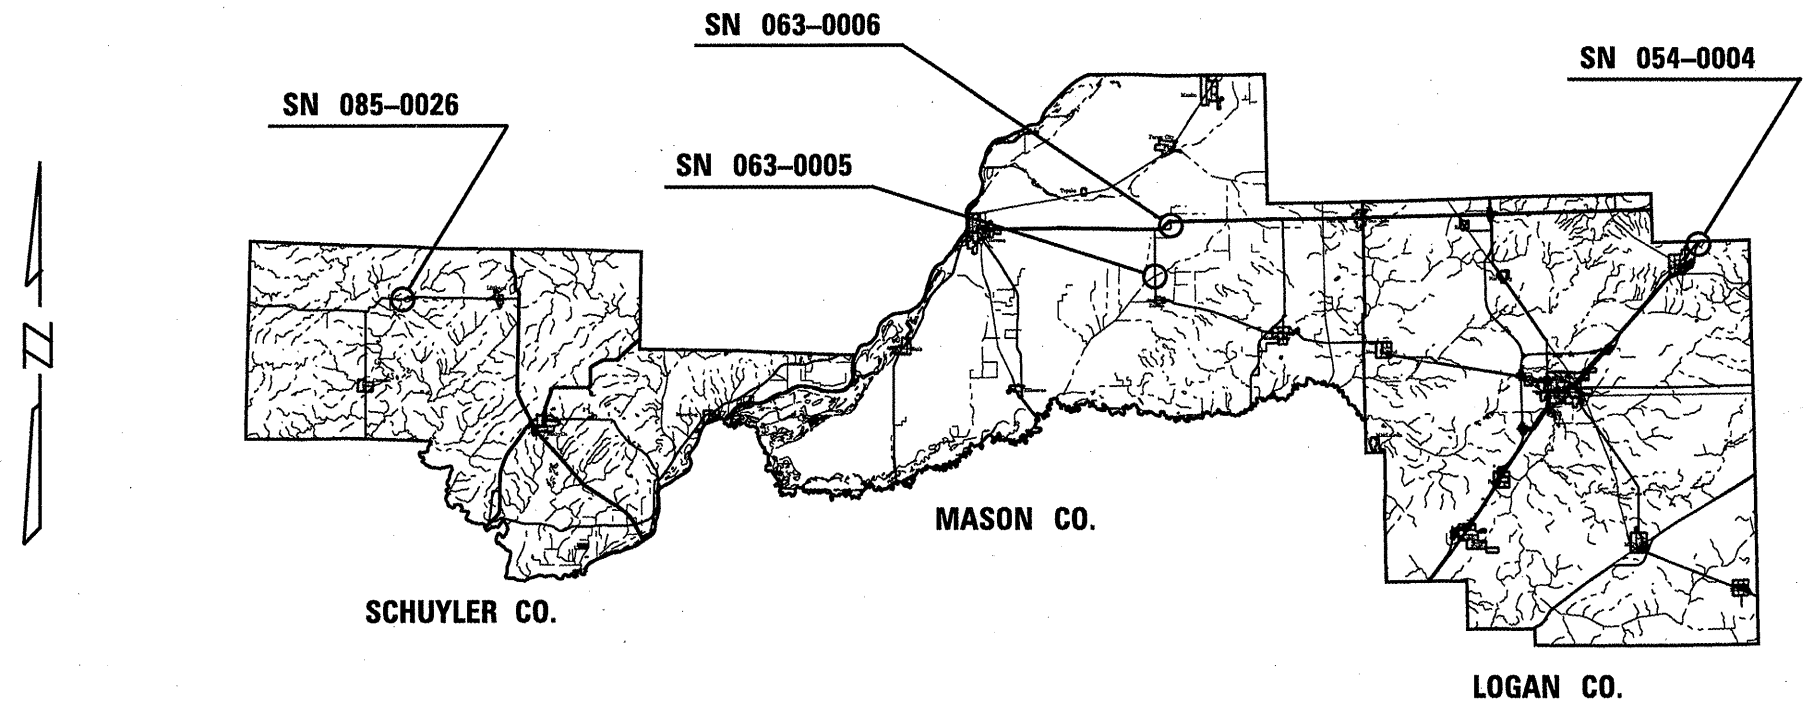 SN 063–0006
SN 054–0004
SN 085–0026
SN 063–0005
N
MASON CO.
SCHUYLER CO.
LOGAN CO.